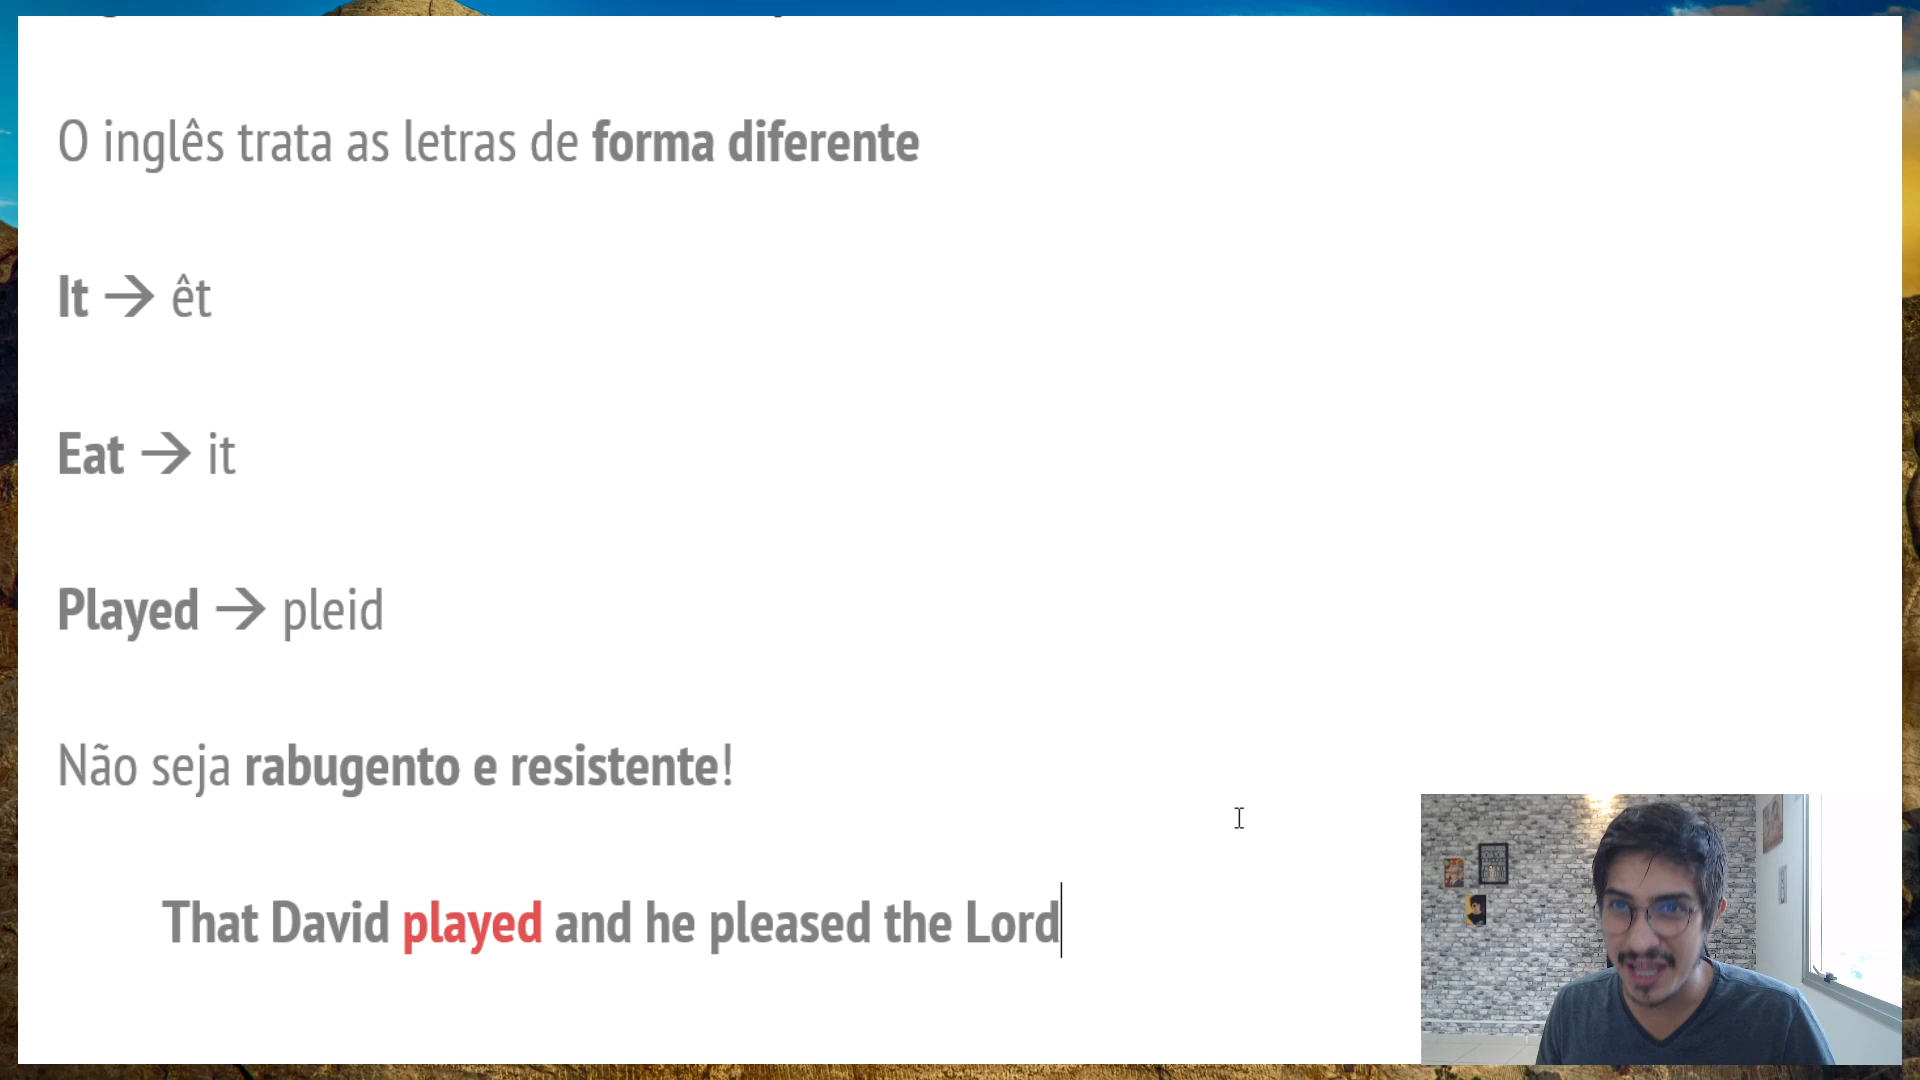 O inglês trata as letras de forma diferente
It → êt
Eat → it
Played → pleid
Não seja rabugento e resistente!
That David played and he pleased the Lord